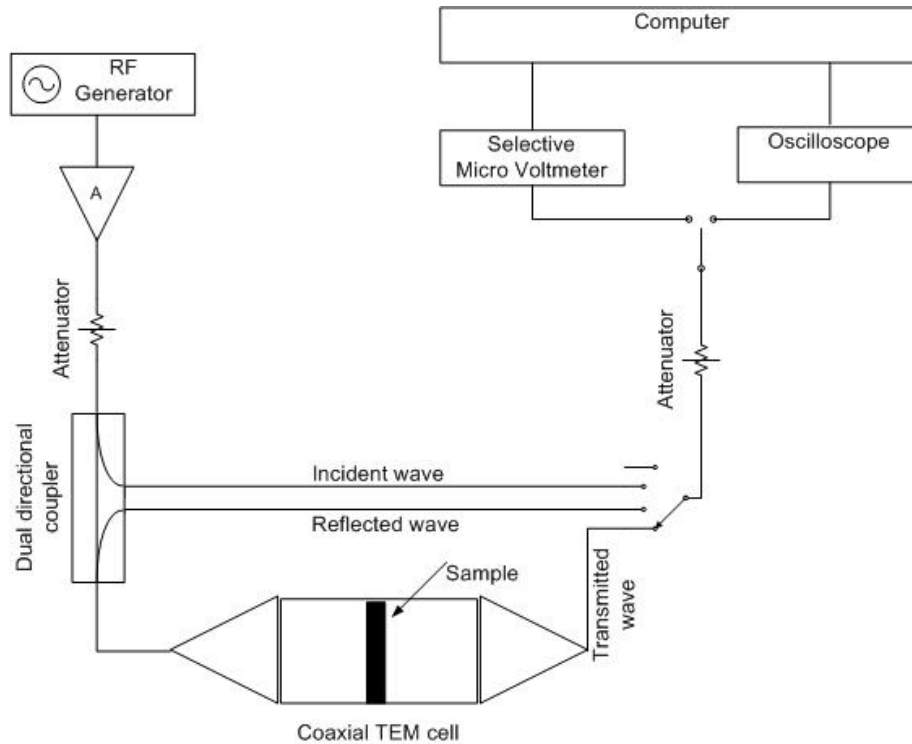 Computer
RF
Generator
Selective
Micro Voltmeter
Oscilloscope
A
Attenuator
Attenuator
Dual directional
coupler
Incident wave
Reflected wave
Sample
Transmitted
wave
Coaxial TEM cell